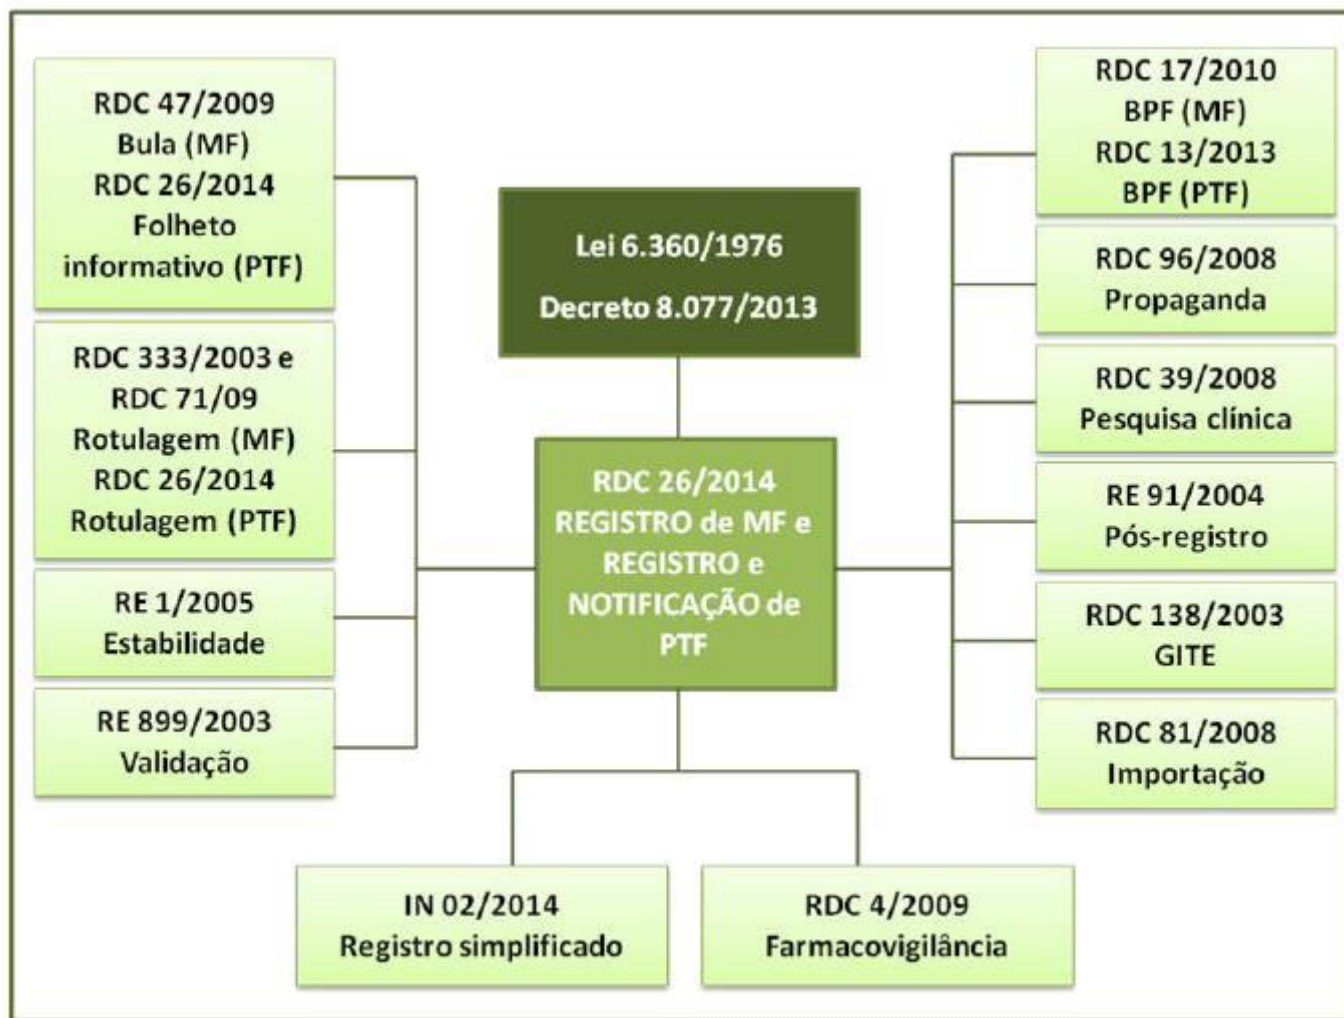 RDC 47/2009
Bula (MF)
RDC 26/2014
Folheto
informativo (PTF)
RDC 333/2003 e
RDC 71/09
Rotulagem (MF)
RDC 26/2014
Rotulagem (PTF)
RE 1/2005
Estabilidade
RE 899/2003
Validação
Lei 6.360/1976
Decreto 8.077/2013
RDC 26/2014
REGISTRO de MF e
REGISTRO e
NOTIFICAÇÃO de
PTF
RDC 17/2010
BPF (MF)
RDC 13/2013
BPF (PTF)
RDC 96/2008
Propaganda
RDC 39/2008
Pesquisa clínica
RE 91/2004
Pós-registro
RDC 138/2003
GITE
RDC 81/2008
Importação
IN 02/2014
Registro simplificado
RDC 4/2009
Farmacovigilância